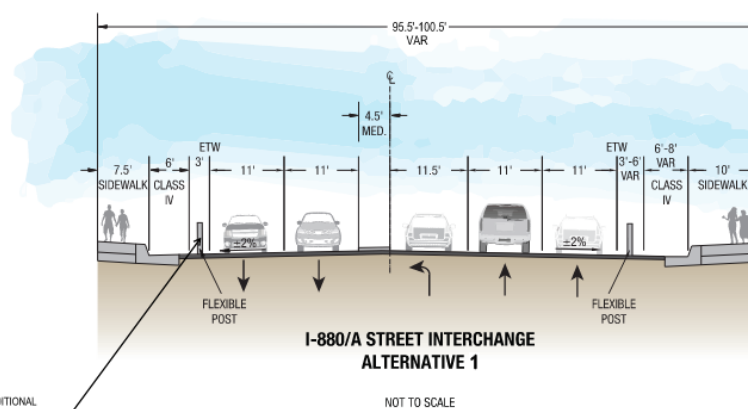 95.5'-100.5'
VAR
℄
4.5'
MED.
ETW
ETW
6'-8'
VAR
7.5'
SIDEWALK
6'
CLASS
IV
3'
11'
11'
11.5'
11'
11'
3'-6'
VAR
CLASS
IV
10'
SIDEWALK
±2%
±2%
FLEXIBLE
POST
FLEXIBLE
POST
I-880/A STREET INTERCHANGE
ALTERNATIVE 1
DITIONAL
NOT TO SCALE